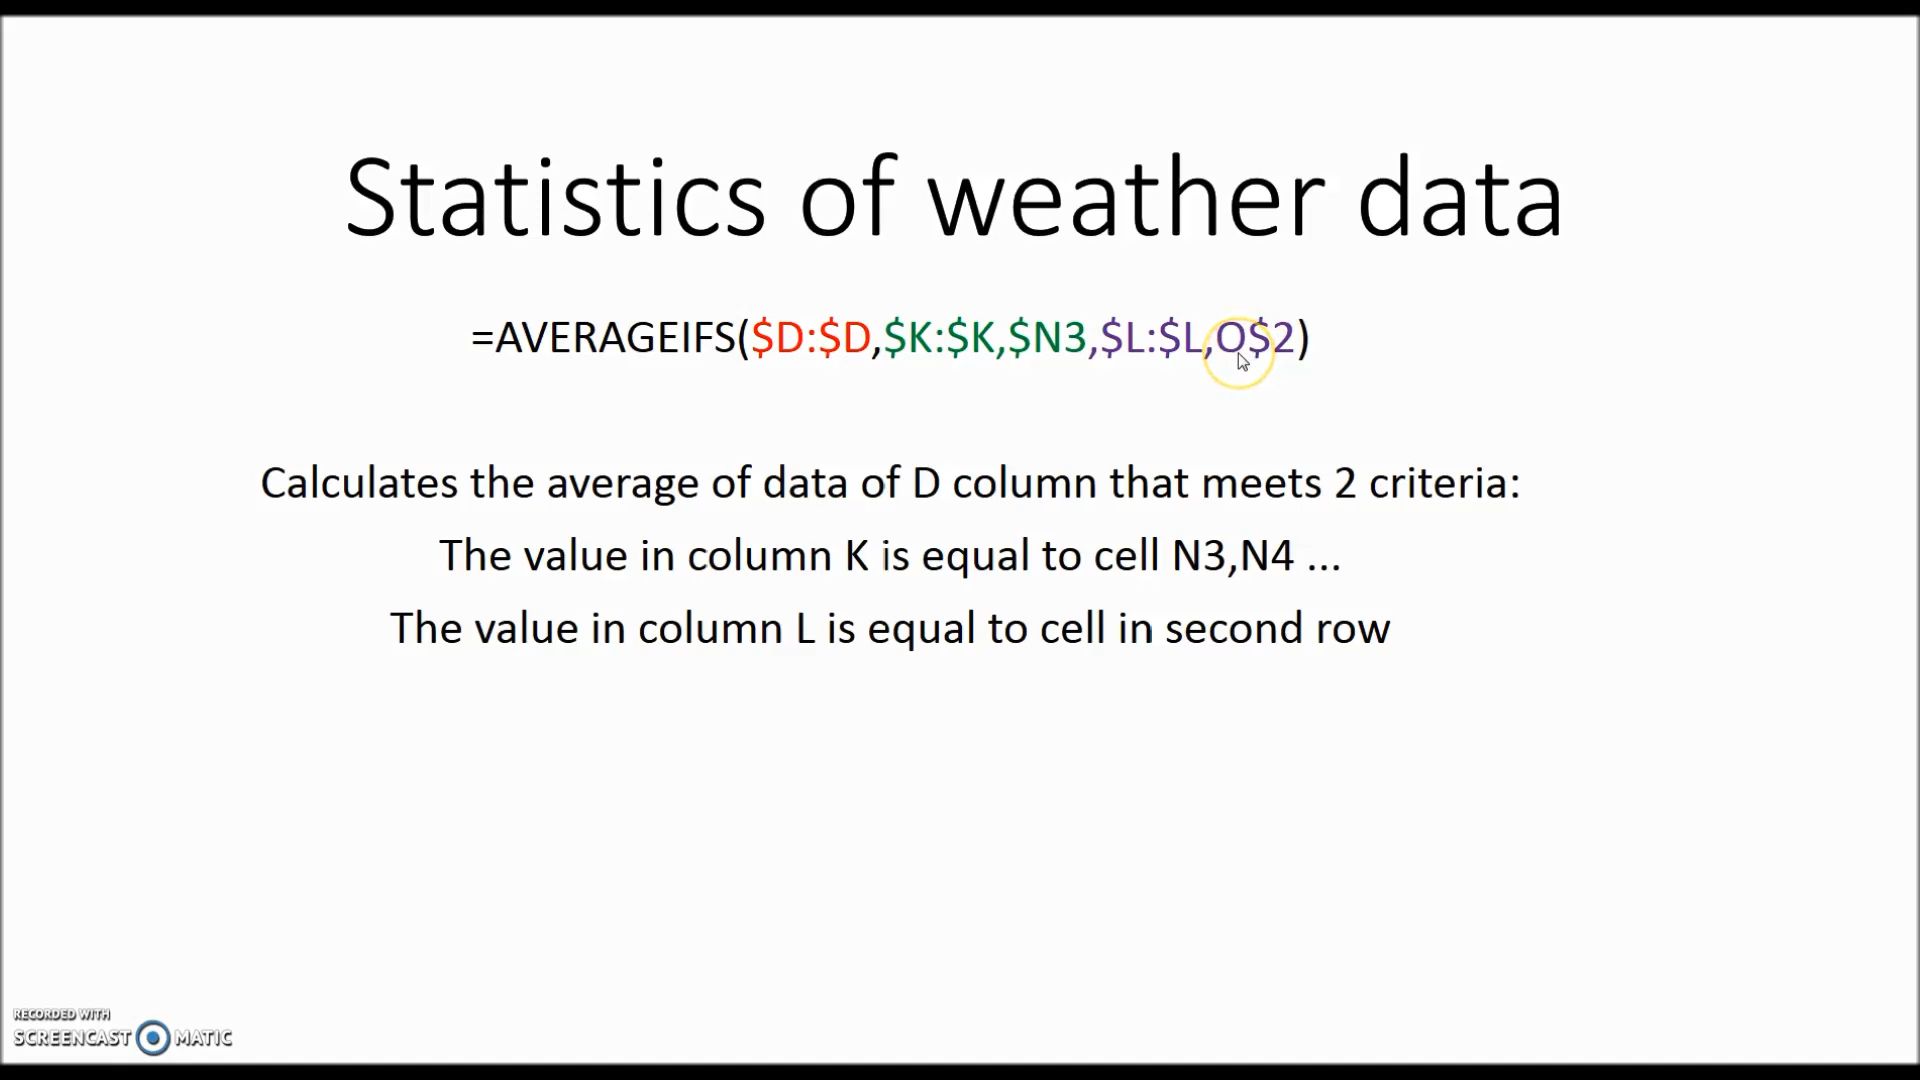 Statistics of weather data
=AVERAGEIFS($D:$D,$K:$K,$N3,$L:$L,O$2)
Calculates the average of data of D column that meets 2 criteria:
The value in column K is equal to cell N3,N4 ...
The value in column L is equal to cell in second row
RECORDED WITH
SCREENCAST MATIC